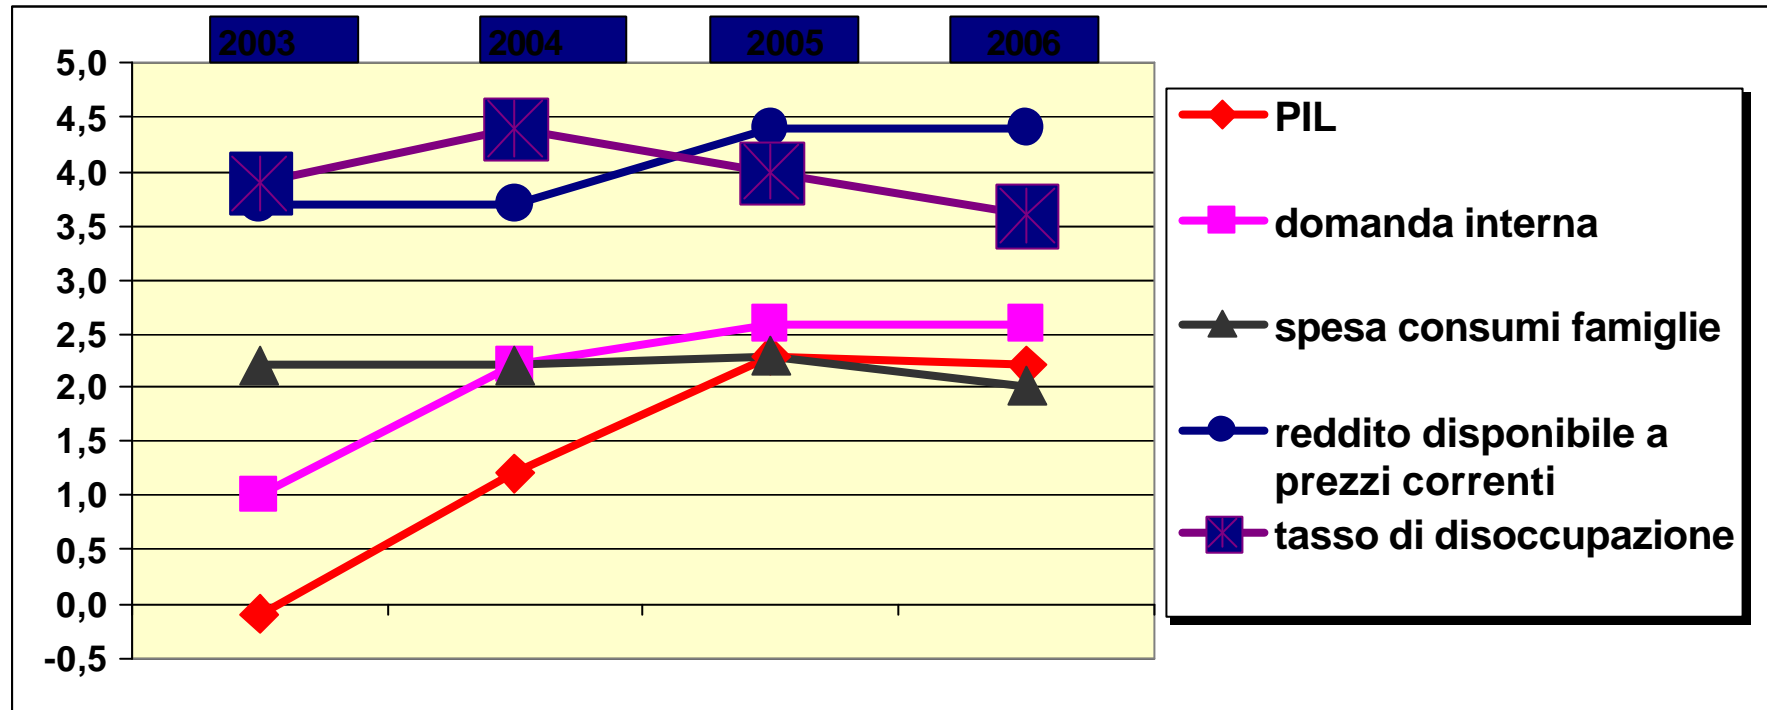 2003 2004 2005 2006
5,0
4,5
4,0
3,5
3,0
2,5
2,0
1,5
1,0
0,5
0,0
-0,5
PIL
domanda interna
spesa consumi famiglie
reddito disponibile a
prezzi correnti
tasso di disoccupazione